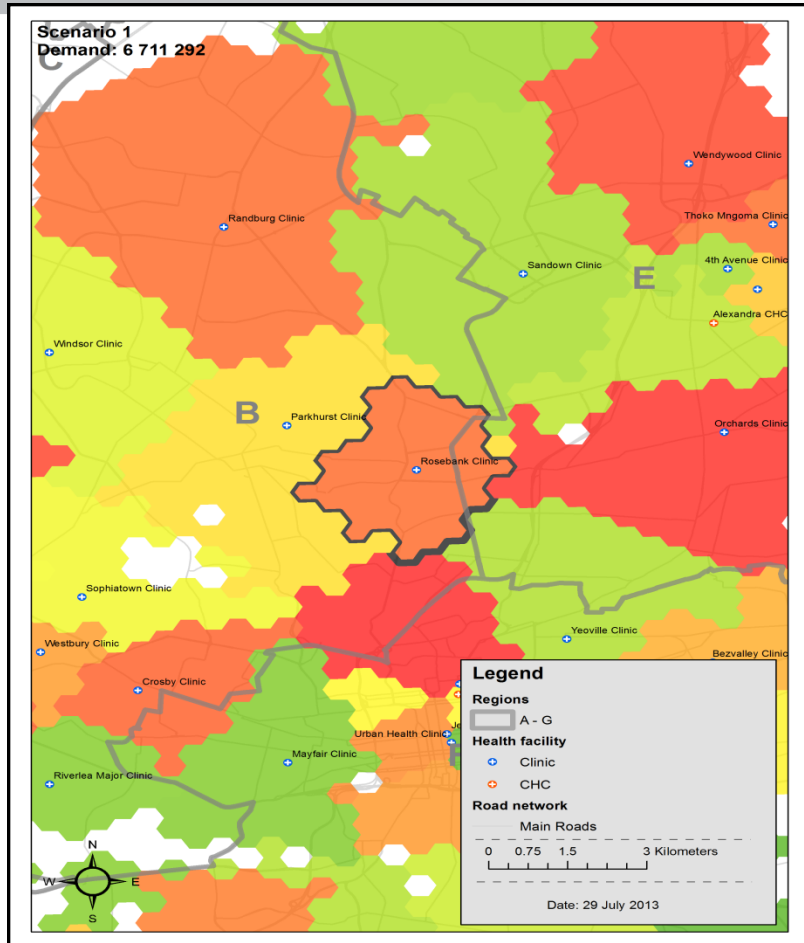 Scenario 1
Demand: 6 711 292
C
Wendywood Clinic
Randburg Clinic
Thoko Mngoma Clinic
Sandown Clinic
4th Avenue Clinic
E
Alexandra CHC
Windsor Clinic
B
Parkhurst Clinic
Orchards Clinic
Rosebank Clinic
Sophiatown Clinic
Yeoville Clinic
Westbury Clinic
Bezvalley Clinic
Crosby Clinic
Urban Health Clinic
Mayfair Clinic
Riverlea Major Clinic
Legend
Regions
A - G
Health facility
Clinic
CHC
Road network
Main Roads
0 0.75 1.5 3 Kilometers
Date: 29 July 2013
N
W E
S